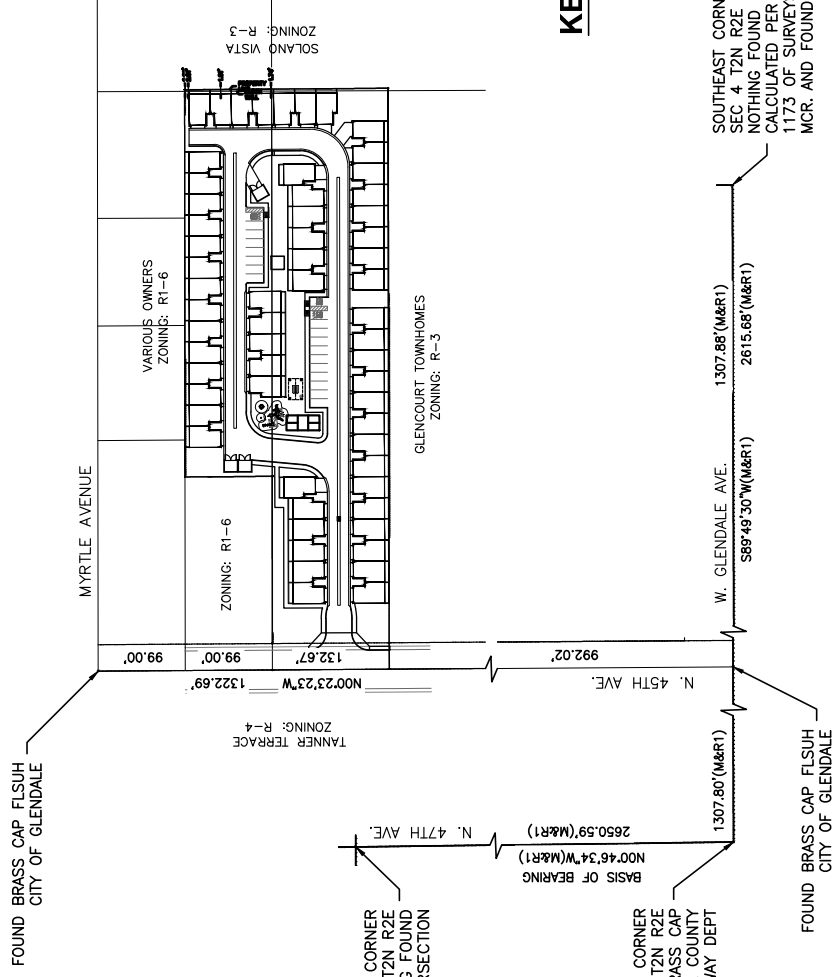 SOLANO VISTA
ZONING: R-3
KE
PROPERTY
SOUTHEAST CORN
SEC 4 T2N R2E
NOTHING FOUND
CALCULATED PER
1173 OF SURVEY
MCR. AND FOUND
VARIOUS OWNERS
ZONING: R1-6
GLENCOURT TOWNHOMES
ZONING: R-3
MYRTLE AVENUE
ZONING: R1-6
1307.88'(M&R1)
2615.68'(M&R1)
W. GLENDALE AVE.
S89°49'30"W(M&R1)
99.00'
99.00'
132.67'
992.02'
1322.69'
N00°23'23"W
N. 45TH AVE.
TANNER TERRACE
ZONING: R-4
FOUND BRASS CAP FLSUH
CITY OF GLENDALE
1307.80'(M&R1)
N. 47TH AVE.
2650.59'(M&R1)
N00°46'34"W(M&R1)
BASIS OF BEARING
FOUND BRASS CAP FLSUH
CITY OF GLENDALE
CORNER
T2N R2E
G FOUND
RSECTION
CORNER
T2N R2E
RASS CAP
COUNTY
WAY DEPT